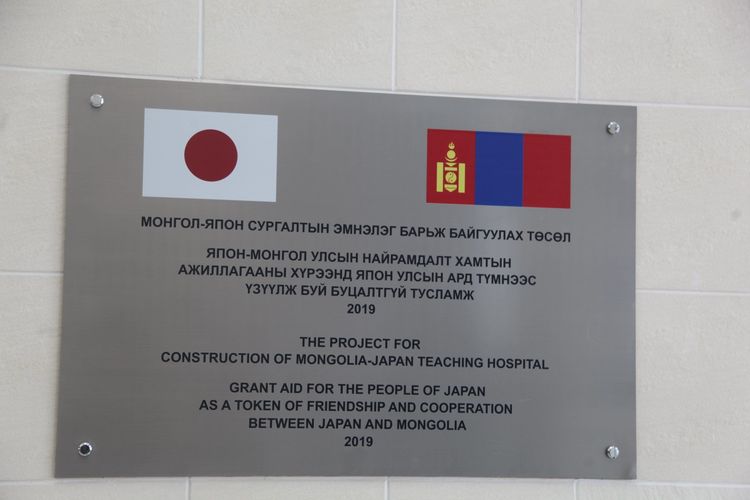 МОНГОЛ-ЯПОН СУРГАЛТЫН ЭМНЭЛЭГ БАРЬЖ БАЙГУУЛАХ ТӨСӨЛ
ЯПОН-МОНГОЛ УЛСЫН НАЙРАМДАЛТ ХАМТЫН
АЖИЛЛАГААНЫ ХҮРЭЭНД ЯПОН УЛСЫН АРД ТҮМНЭЭС
ҮЗҮҮЛЖ БУЙ БУЦАЛТГҮЙ ТУСЛАМЖ
2019
THE PROJECT FOR
CONSTRUCTION OF MONGOLIA-JAPAN TEACHING HOSPITAL
GRANT AID FOR THE PEOPLE OF JAPAN
AS A TOKEN OF FRIENDSHIP AND COOPERATION
BETWEEN JAPAN AND MONGOLIA
2019